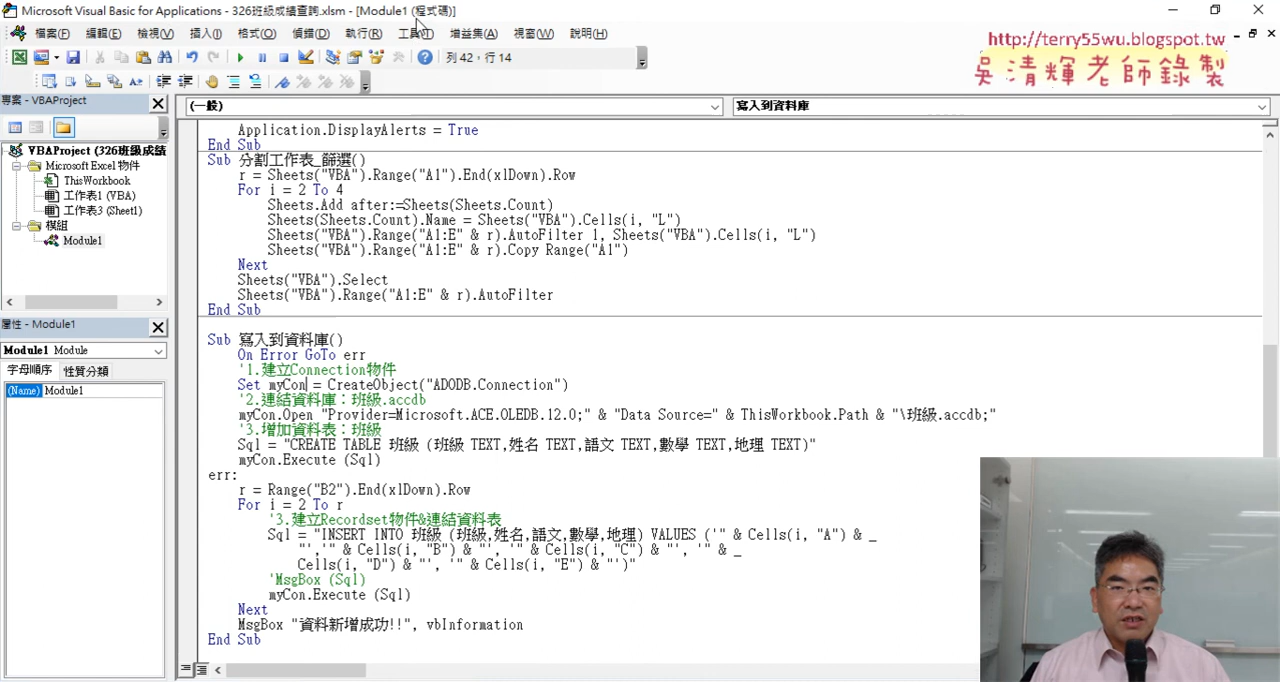 Microsoft Visual Basic for Applications - 326班級成績查詢.xlsm - [Module1 (程式碼)]
檔案(F) 編輯(E) 檢視(V) 插入(I) 格式(O) 偵錯(D) 執行(R) 工具(T) 增益集(A) 視窗(W) 說明(H)
http://terry55wu.blogspot.tw
列 42，行 14
吳清輝老師錄製
專案 - VBAProject
(一般)
寫入到資料庫
VBAProject (326班級成績
Microsoft Excel 物件
ThisWorkbook
工作表1 (VBA)
工作表3 (Sheet1)
模組
Module1
屬性 - Module1
Module1 Module
字母順序 性質分類
(Name) Module1
Application.DisplayAlerts = True
End Sub
Sub 分割工作表_篩選()
r = Sheets("VBA").Range("A1").End(xlDown).Row
For i = 2 To 4
Sheets.Add after:=Sheets(Sheets.Count)
Sheets(Sheets.Count).Name = Sheets("VBA").Cells(i, "L")
Sheets("VBA").Range("A1:E" & r).AutoFilter 1, Sheets("VBA").Cells(i, "L")
Sheets("VBA").Range("A1:E" & r).Copy Range("A1")
Next
Sheets("VBA").Select
Sheets("VBA").Range("A1:E" & r).AutoFilter
End Sub
Sub 寫入到資料庫()
On Error GoTo err
'1.建立Connection物件
Set myCon = CreateObject("ADODB.Connection")
'2.連結資料庫：班級.accdb
myCon.Open "Provider=Microsoft.ACE.OLEDB.12.0;" & "Data Source=" & ThisWorkbook.Path & "\班級.accdb;"
'3.增加資料表：班級
Sql = "CREATE TABLE 班級 (班級 TEXT,姓名 TEXT,語文 TEXT,數學 TEXT,地理 TEXT)"
myCon.Execute (Sql)
err:
r = Range("B2").End(xlDown).Row
For i = 2 To r
'3.建立Recordset物件&連結資料表
Sql = "INSERT INTO 班級 (班級,姓名,語文,數學,地理) VALUES ('" & Cells(i, "A") & _
"','" & Cells(i, "B") & "', '" & Cells(i, "C") & "', '" & _
Cells(i, "D") & "', '" & Cells(i, "E") & "')"
'MsgBox (Sql)
myCon.Execute (Sql)
Next
MsgBox "資料新增成功!!", vbInformation
End Sub